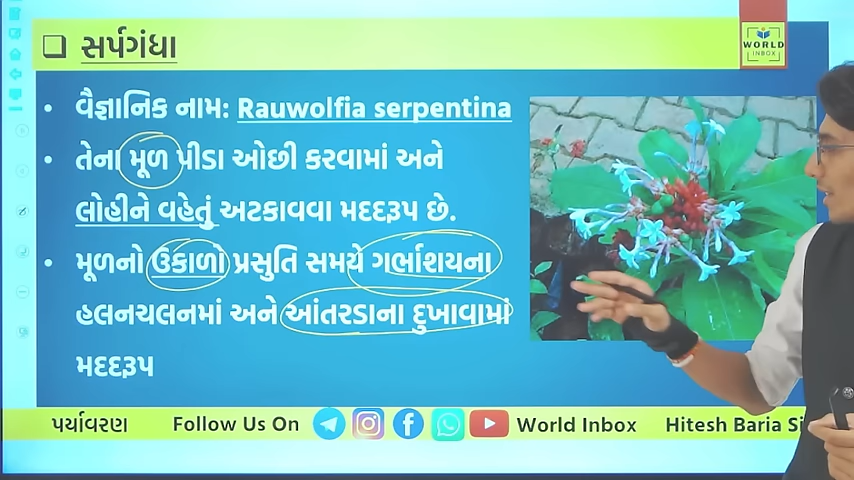 ❑ સર્પગંધા
WORLD
INBOX
• વૈજ્ઞાનિક નામ: Rauwolfia serpentina
• તેના મૂળ પીડા ઓછી કરવામાં અને
લોહીને વહેતું અટકાવવા મદદરૂપ છે.
• મૂળનો ઉકાળો પ્રસુતિ સમયે ગર્ભાશયના
હલનચલનમાં અને આંતરડાના દુખાવામાં
મદદરૂપ
પર્યાવરણ Follow Us On World Inbox Hitesh Baria